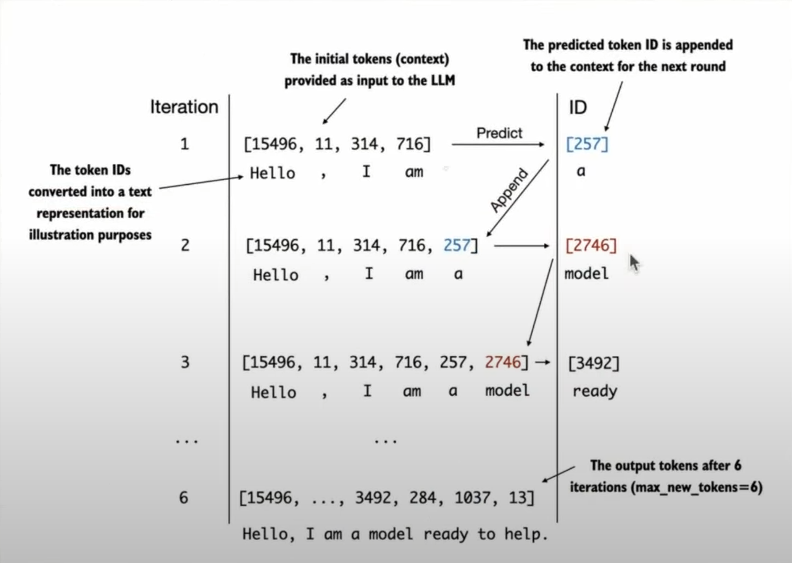 The initial tokens (context)
provided as input to the LLM
The predicted token ID is appended
to the context for the next round
Iteration
ID
1
[15496, 11, 314, 716]
Predict
[257]
Hello , I am
a
The token IDs
converted into a text
representation for
illustration purposes
Append
2
[15496, 11, 314, 716, 257]
[2746]
Hello , I am a
model
3
[15496, 11, 314, 716, 257, 2746]
[3492]
Hello , I am a model
ready
...
...
The output tokens after 6
iterations (max_new_tokens=6)
6
[15496, ..., 3492, 284, 1037, 13]
Hello, I am a model ready to help.